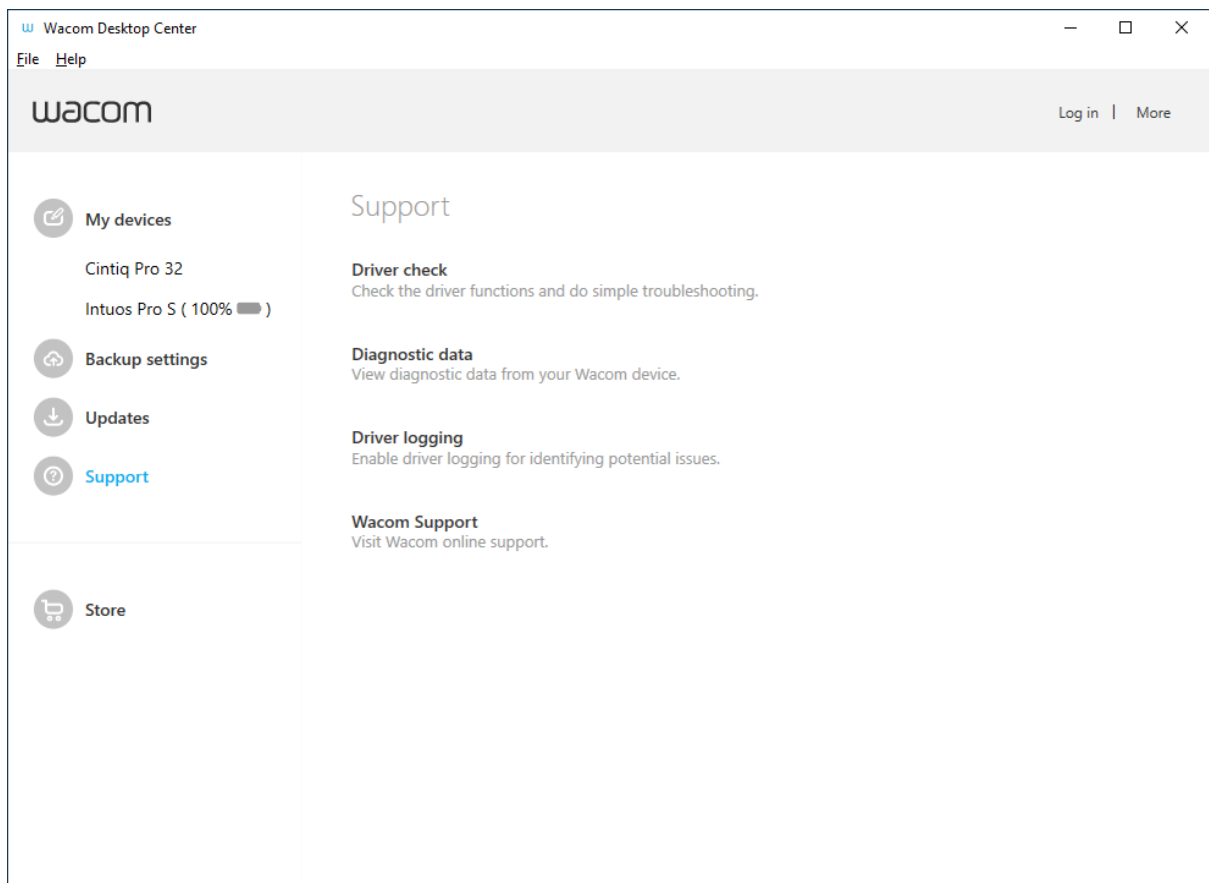 Wacom Desktop Center
File Help
wacom
Log in | More
My devices
Cintiq Pro 32
Intuos Pro S ( 100% )
Backup settings
Updates
Support
Store
Support
Driver check
Check the driver functions and do simple troubleshooting.
Diagnostic data
View diagnostic data from your Wacom device.
Driver logging
Enable driver logging for identifying potential issues.
Wacom Support
Visit Wacom online support.